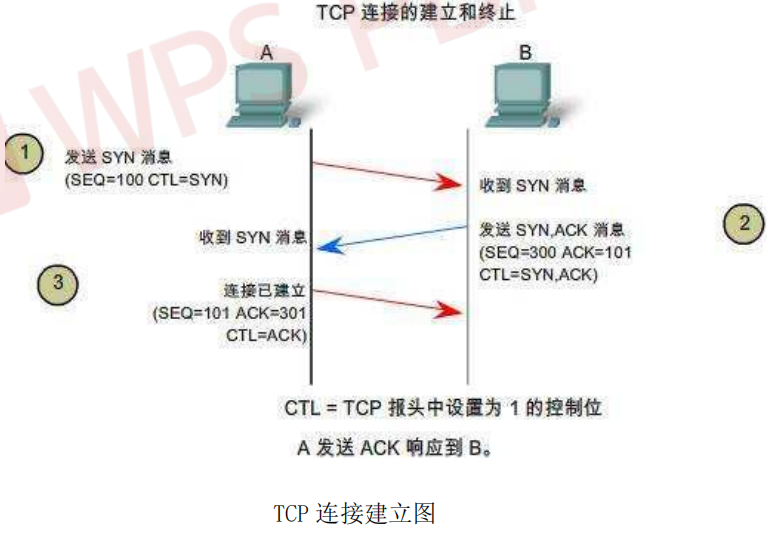 TCP 连接的建立和终止
A
B
1
发送 SYN 消息
(SEQ=100 CTL=SYN)
收到 SYN 消息
发送 SYN,ACK 消息
(SEQ=300 ACK=101
CTL=SYN,ACK)
2
收到 SYN 消息
3
连接已建立
(SEQ=101 ACK=301
CTL=ACK)
CTL = TCP 报头中设置为 1 的控制位
A 发送 ACK 响应到 B。
TCP 连接建立图
WPS